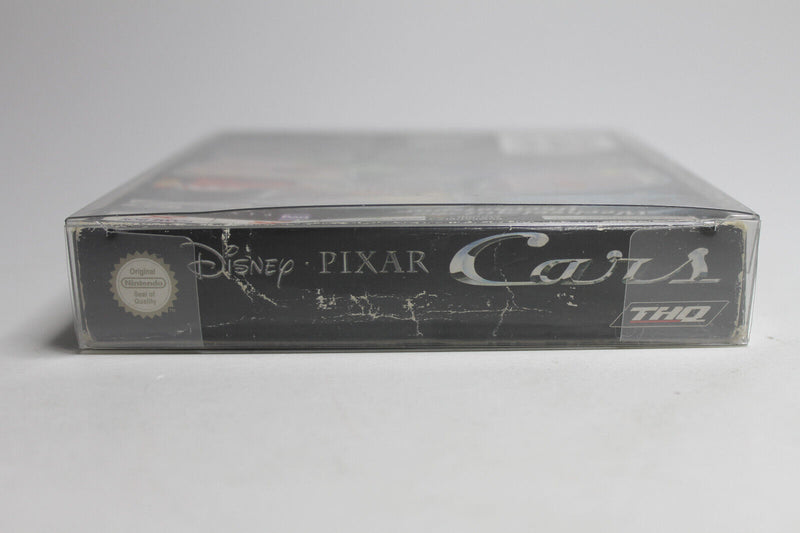 Original
Nintendo
Seal of
Quality
Disney · PIXAR
Cars
THQ